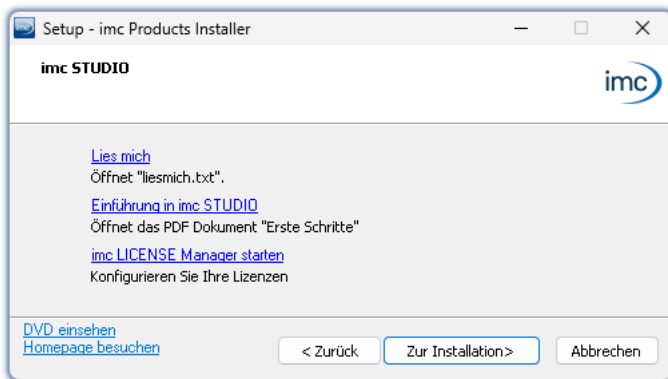 Setup - imc Products Installer
imc STUDIO
imc
Lies mich
Öffnet "liesmich.txt".
Einführung in imc STUDIO
Öffnet das PDF Dokument "Erste Schritte"
imc LICENSE Manager starten
Konfigurieren Sie Ihre Lizenzen
DVD einsehen
Homepage besuchen
< Zurück
Zur Installation>
Abbrechen